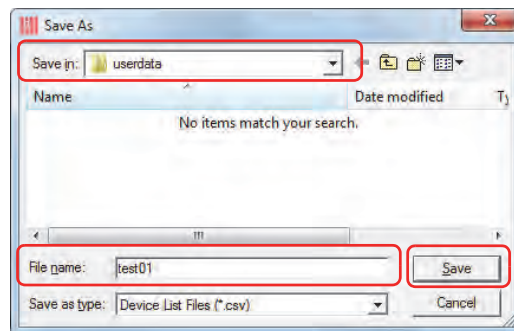 Save As
Save in: userdata
Name Date modified Ty
No items match your search.
File name: test01 Save
Save as type: Device List Files (*.csv) Cancel